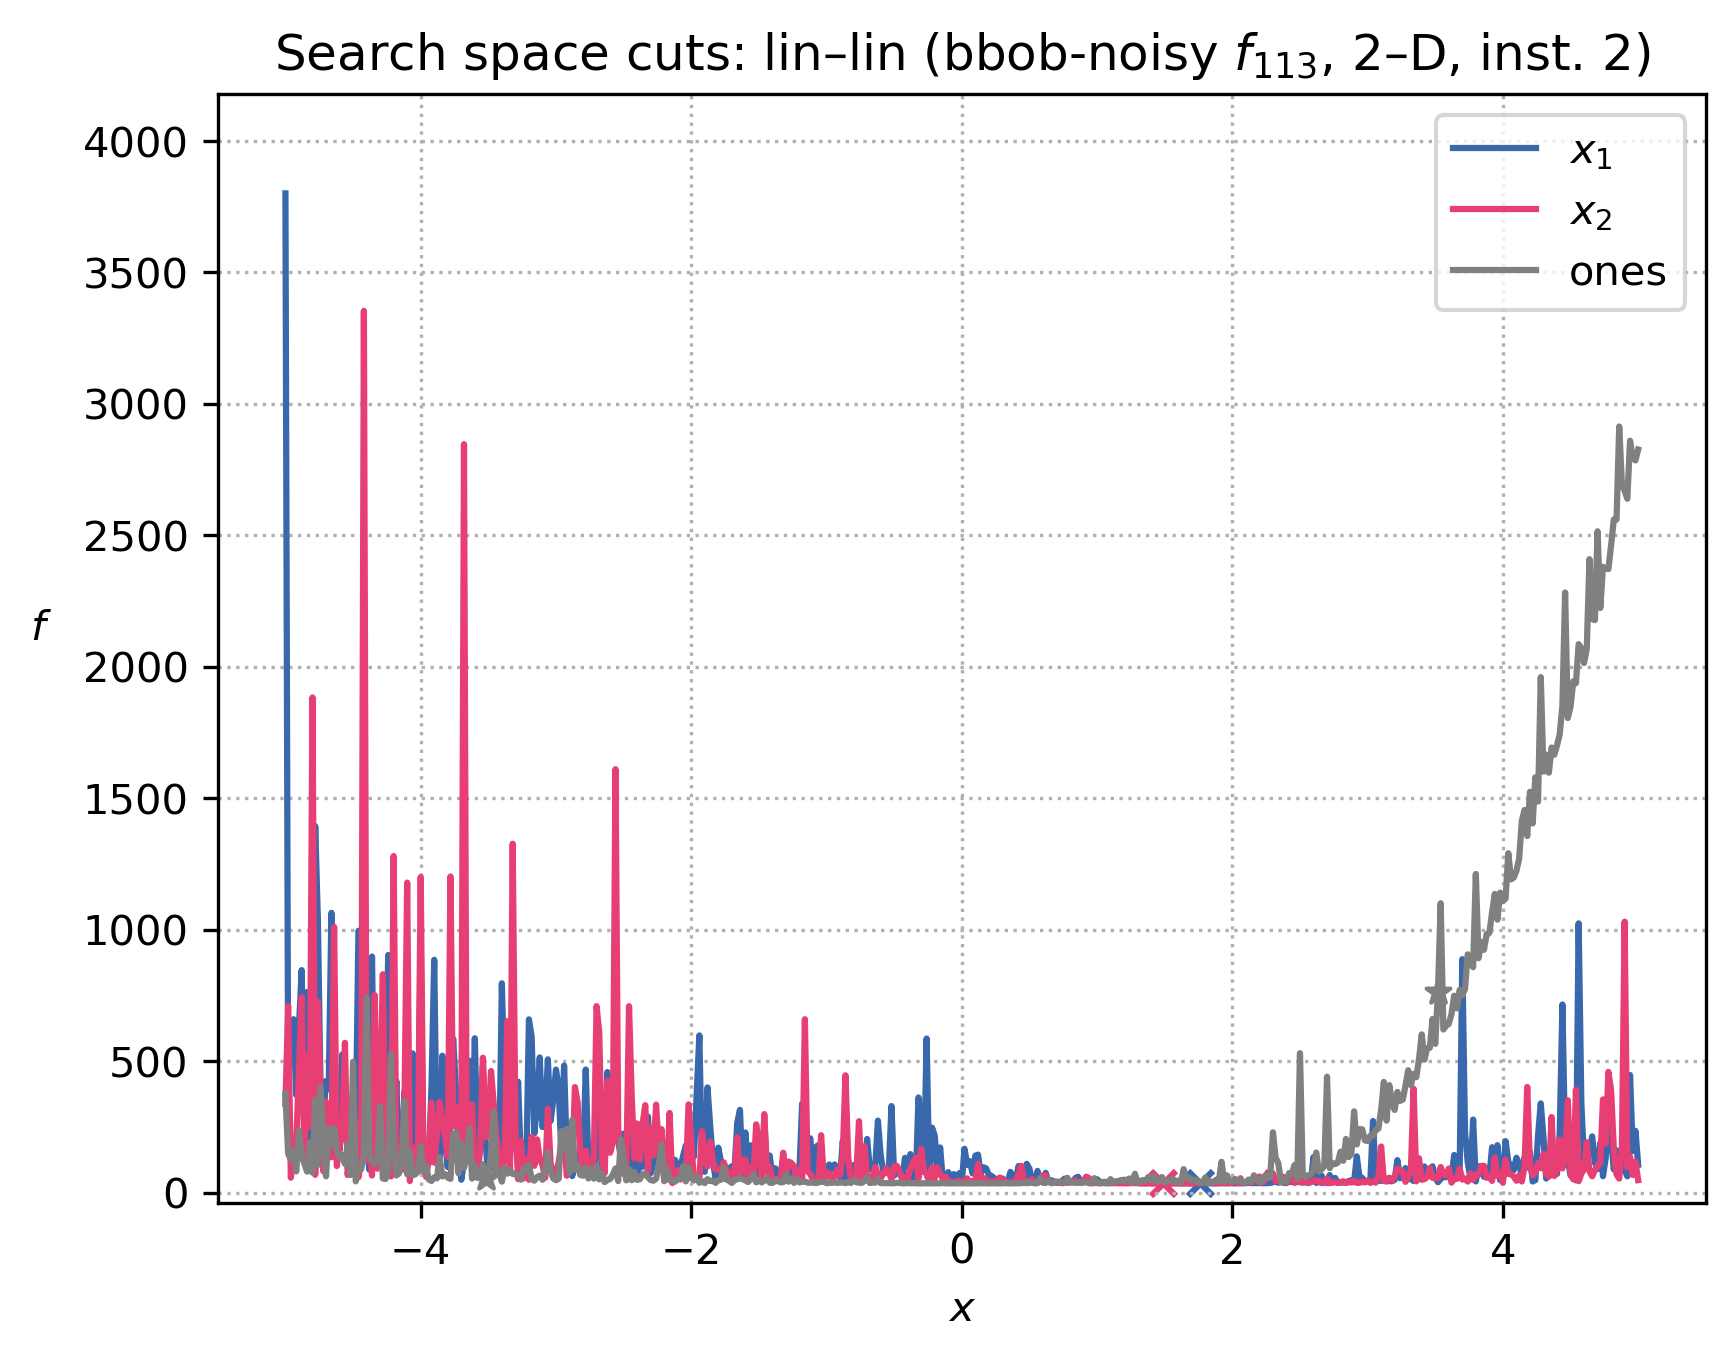 Search space cuts: lin–lin (bbob-noisy f₁₁₃, 2–D, inst. 2)
x₁
x₂
ones
4000
3500
3000
2500
2000
1500
1000
500
0
f
−4 −2 0 2 4
x